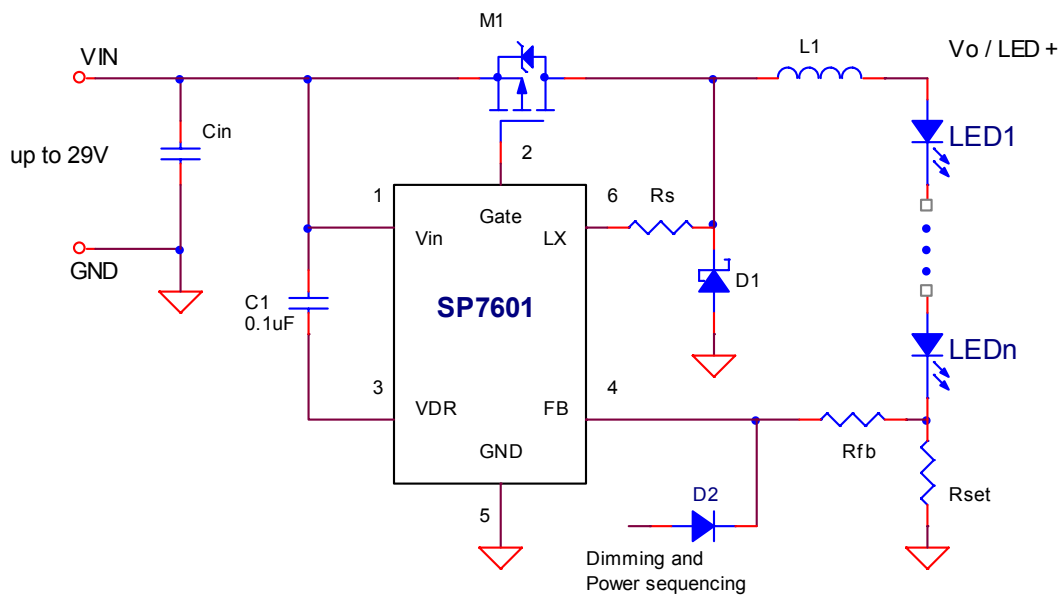 M1
VIN
L1
Vo / LED +
Cin
up to 29V
LED1
2
1
6
Rs
Gate
Vin
LX
GND
D1
C1
0.1uF
SP7601
LEDn
3
4
VDR
FB
Rfb
GND
D2
Rset
5
Dimming and
Power sequencing